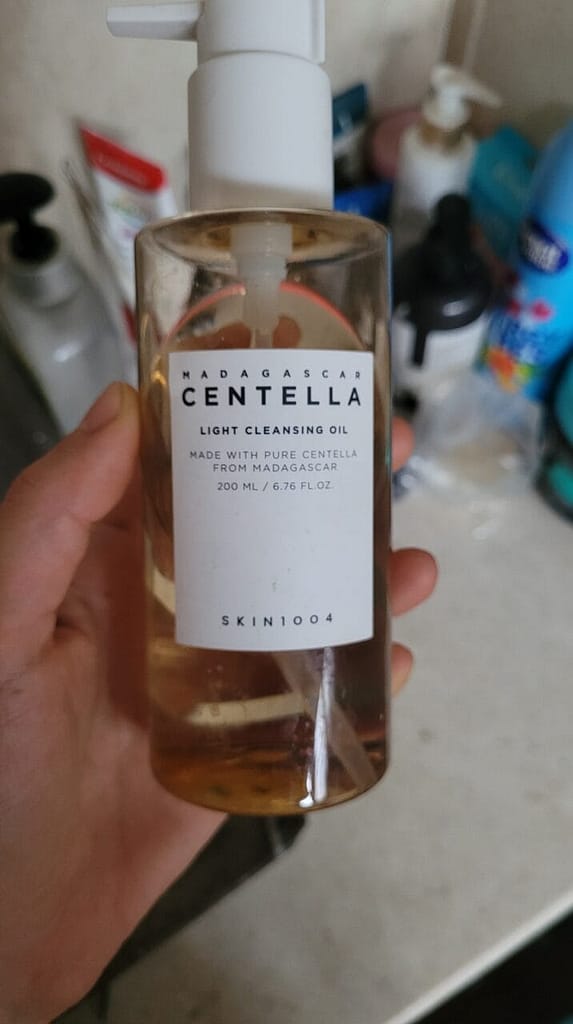 MADAGASCAR
CENTELLA
LIGHT CLEANSING OIL
MADE WITH PURE CENTELLA
FROM MADAGASCAR
200 ML / 6.76 FL.OZ.
SKIN1004